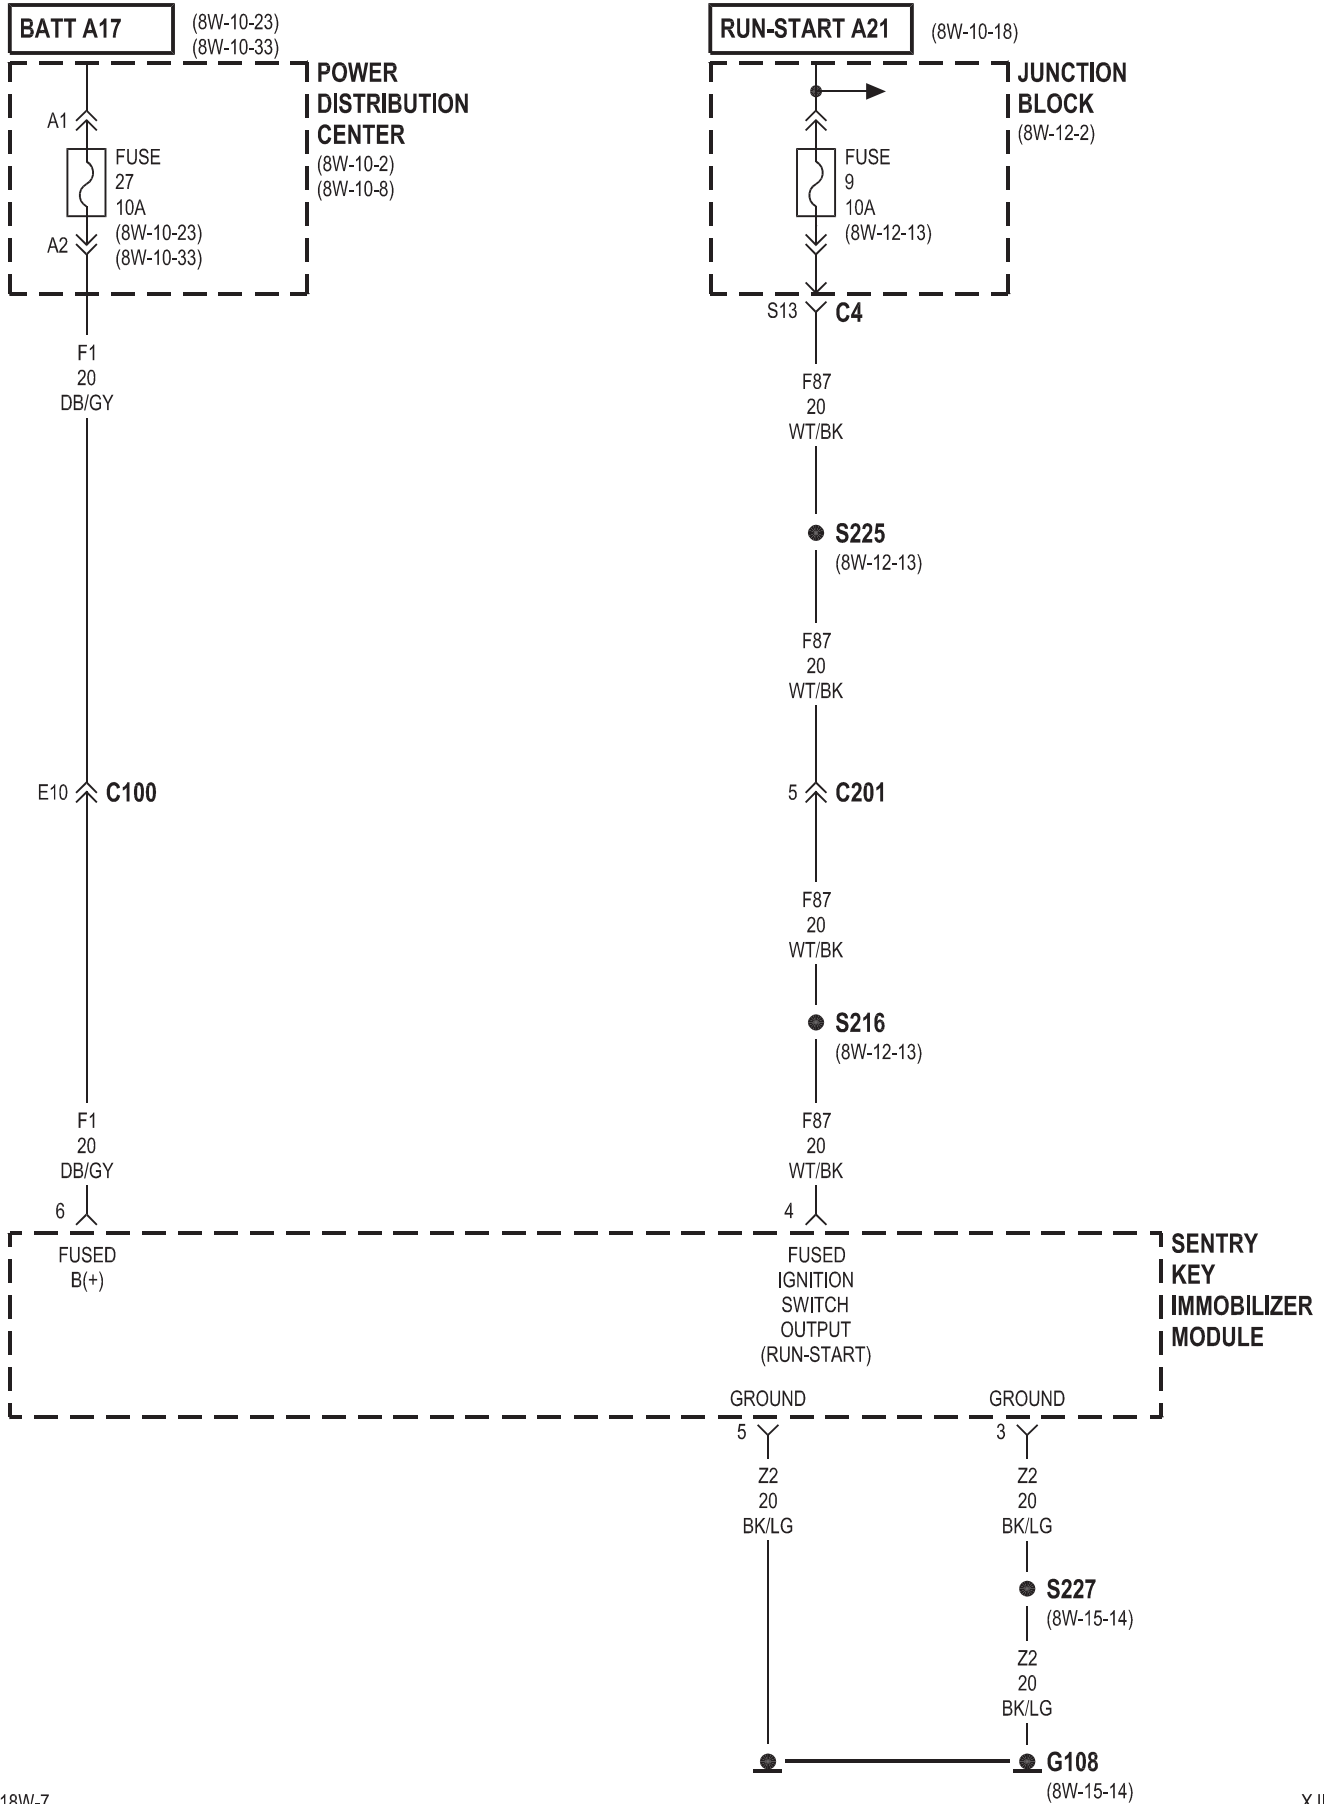 BATT A17
(8W-10-23)
(8W-10-33)
POWER
DISTRIBUTION
CENTER
(8W-10-2)
(8W-10-8)
A1
FUSE
27
10A
(8W-10-23)
(8W-10-33)
A2
F1
20
DB/GY
E10
C100
F1
20
DB/GY
6
RUN-START A21
(8W-10-18)
JUNCTION
BLOCK
(8W-12-2)
FUSE
9
10A
(8W-12-13)
S13
C4
F87
20
WT/BK
S225
(8W-12-13)
F87
20
WT/BK
5
C201
F87
20
WT/BK
S216
(8W-12-13)
F87
20
WT/BK
4
FUSED
B(+)
FUSED
IGNITION
SWITCH
OUTPUT
(RUN-START)
SENTRY
KEY
IMMOBILIZER
MODULE
GROUND
GROUND
5
3
Z2
20
BK/LG
Z2
20
BK/LG
S227
(8W-15-14)
Z2
20
BK/LG
G108
(8W-15-14)
18W-7